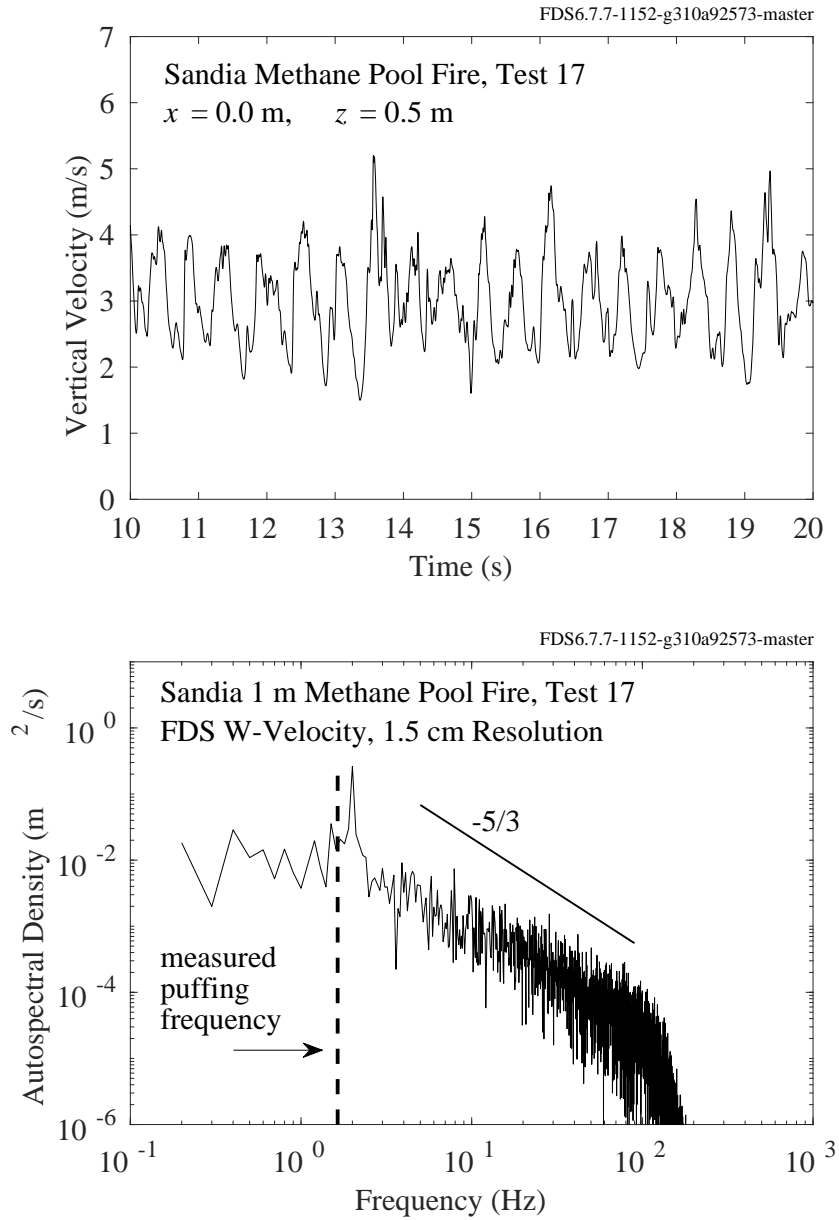 FDS6.7.7-1152-g310a92573-master
7
6
5
4
3
2
1
0
Vertical Velocity (m/s)
Sandia Methane Pool Fire, Test 17
x = 0.0 m, z = 0.5 m
10 11 12 13 14 15 16 17 18 19 20
Time (s)
FDS6.7.7-1152-g310a92573-master
Autospectral Density (m 2/s)
10 0
10 -2
10 -4
10 -6
Sandia 1 m Methane Pool Fire, Test 17
FDS W-Velocity, 1.5 cm Resolution
-5/3
measured
puffing
frequency
10 -1 10 0 10 1 10 2 10 3
Frequency (Hz)